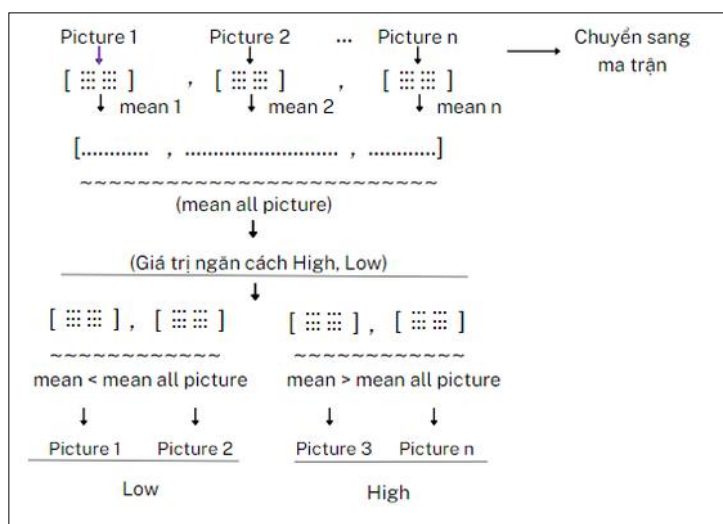 Picture 1 Picture 2 ... Picture n Chuyển sang
ma trận
[ ::: ::: ] , [ ::: ::: ] , [ ::: ::: ]
mean 1 mean 2 mean n
[............ , ............................ , ............]
~~~~~~~~~~~~~~~~~~~~~~~~~
(mean all picture)
(Giá trị ngăn cách High, Low)
[ ::: ::: ] , [ ::: ::: ] [ ::: ::: ] , [ ::: ::: ]
~~~~~~~~~~~~ ~~~~~~~~~~~~
mean < mean all picture mean > mean all picture
Picture 1 Picture 2 Picture 3 Picture n
Low High